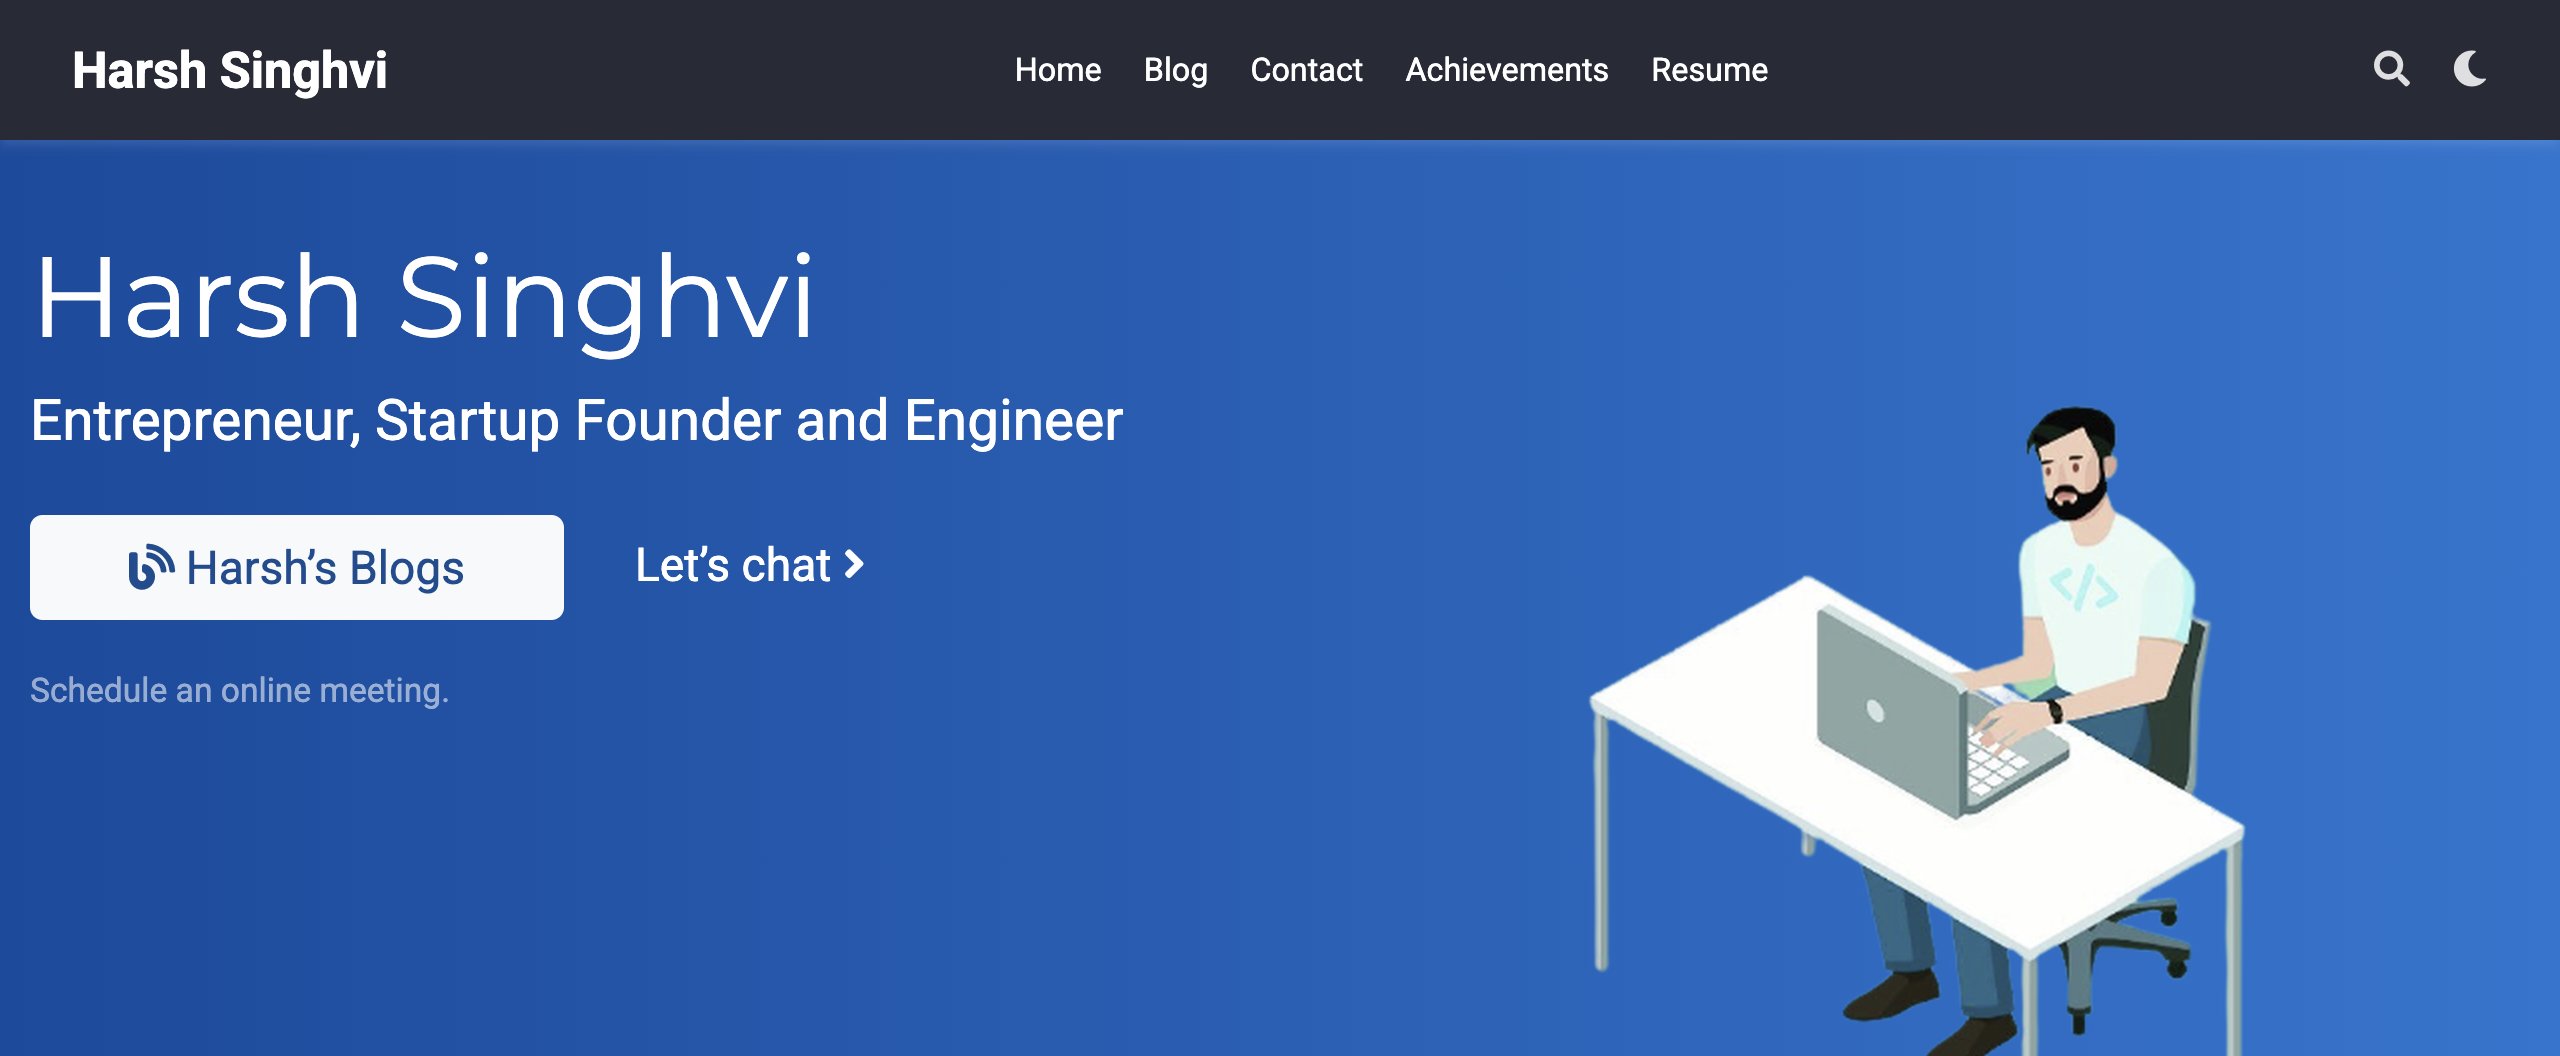 Harsh Singhvi
Home Blog Contact Achievements Resume
Harsh Singhvi
Entrepreneur, Startup Founder and Engineer
Harsh’s Blogs
Let’s chat
Schedule an online meeting.
</>